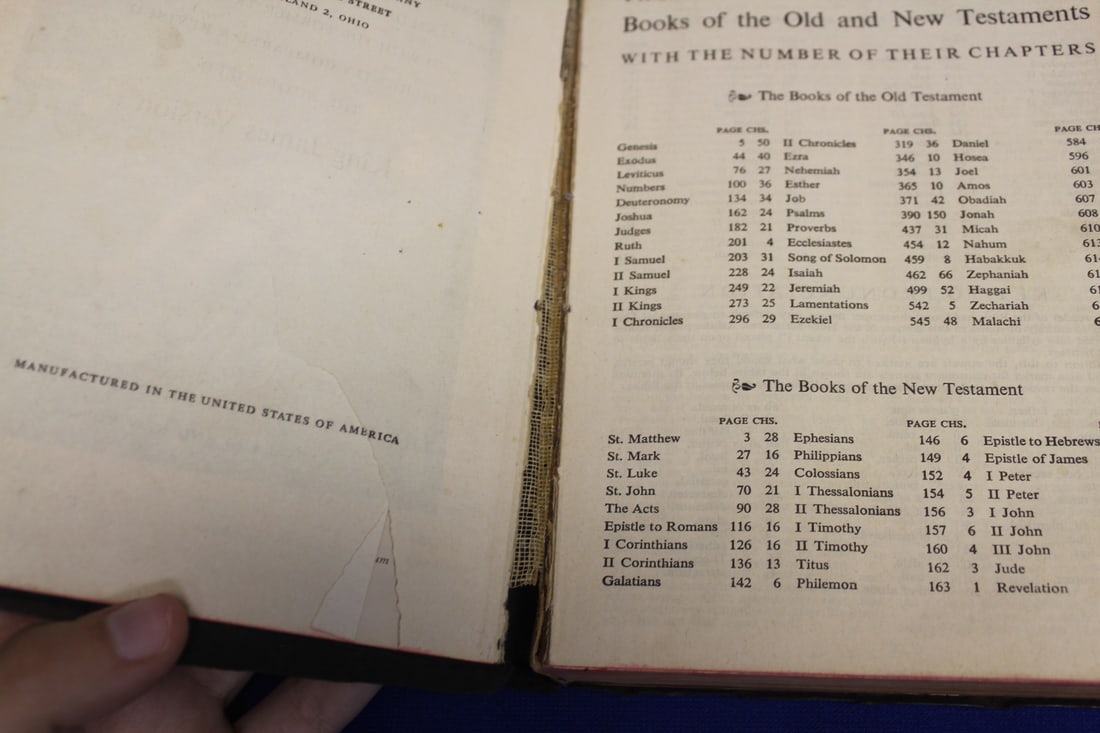 STREET
LAND 2, OHIO
MANUFACTURED IN THE UNITED STATES OF AMERICA
sm
Books of the Old and New Testaments
WITH THE NUMBER OF THEIR CHAPTERS
The Books of the Old Testament
PAGE CHS. PAGE CHS. PAGE CH
Genesis 5 50 II Chronicles 319 36 Daniel 584
Exodus 44 40 Ezra 346 10 Hosea 596
Leviticus 76 27 Nehemiah 354 13 Joel 601
Numbers 100 36 Esther 365 10 Amos 603
Deuteronomy 134 34 Job 371 42 Obadiah 607
Joshua 162 24 Psalms 390 150 Jonah 608
Judges 182 21 Proverbs 437 31 Micah 610
Ruth 201 4 Ecclesiastes 454 12 Nahum 613
I Samuel 203 31 Song of Solomon 459 8 Habakkuk 61
II Samuel 228 24 Isaiah 462 66 Zephaniah 61
I Kings 249 22 Jeremiah 499 52 Haggai 6
II Kings 273 25 Lamentations 542 5 Zechariah 6
I Chronicles 296 29 Ezekiel 545 48 Malachi 6
The Books of the New Testament
PAGE CHS. PAGE CHS.
St. Matthew 3 28 Ephesians 146 6 Epistle to Hebrews
St. Mark 27 16 Philippians 149 4 Epistle of James
St. Luke 43 24 Colossians 152 4 I Peter
St. John 70 21 I Thessalonians 154 5 II Peter
The Acts 90 28 II Thessalonians 156 3 I John
Epistle to Romans 116 16 I Timothy 157 6 II John
I Corinthians 126 16 II Timothy 160 4 III John
II Corinthians 136 13 Titus 162 3 Jude
Galatians 142 6 Philemon 163 1 Revelation